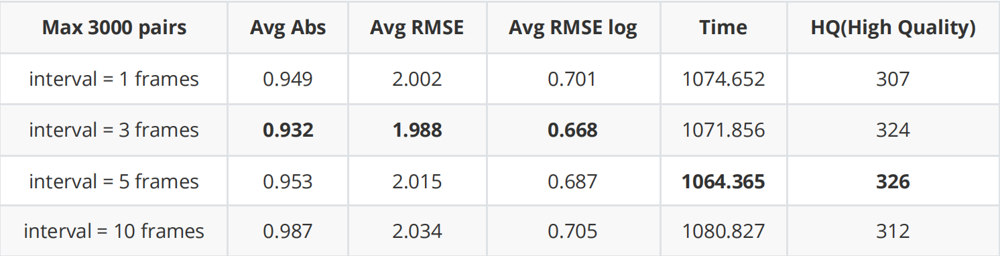 Max 3000 pairs Avg Abs Avg RMSE Avg RMSE log Time HQ(High Quality)
interval = 1 frames 0.949 2.002 0.701 1074.652 307
interval = 3 frames 0.932 1.988 0.668 1071.856 324
interval = 5 frames 0.953 2.015 0.687 1064.365 326
interval = 10 frames 0.987 2.034 0.705 1080.827 312